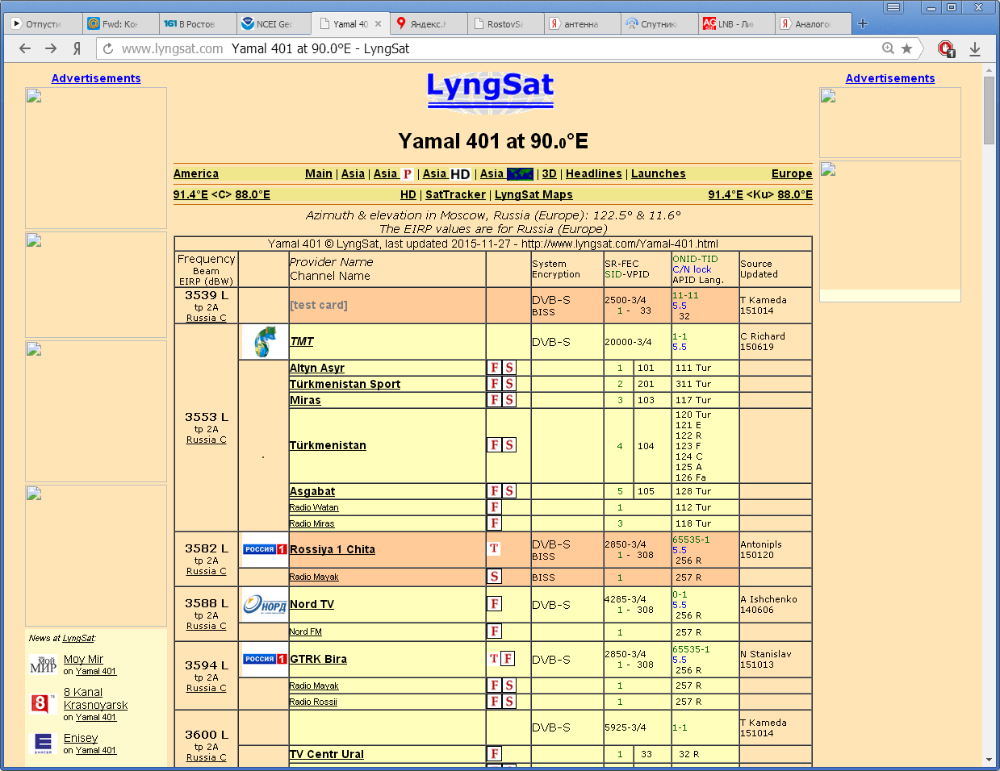 Отпусти
Fwd: Кон
161 В Ростов
NCEI Geo
Yamal 40
Яндекс.
RostovSa
антенна
Спутник
LNB - Ли
Аналого
www.lyngsat.com Yamal 401 at 90.0°E - LyngSat
Advertisements
LyngSat
Advertisements
Yamal 401 at 90.0°E
America Main | Asia | Asia P | Asia HD | Asia | 3D | Headlines | Launches Europe
91.4°E <C> 88.0°E HD | SatTracker | LyngSat Maps 91.4°E <Ku> 88.0°E
Azimuth & elevation in Moscow, Russia (Europe): 122.5° & 11.6°
The EIRP values are for Russia (Europe)
Yamal 401 © LyngSat, last updated 2015-11-27 - http://www.lyngsat.com/Yamal-401.html
Frequency
Beam
EIRP (dBW)
Provider Name
Channel Name
System
Encryption
SR-FEC
SID-VPID
ONID-TID
C/N lock
APID Lang.
Source
Updated
3539 L
tp 2A
Russia C
[test card]
DVB-S
BISS
2500-3/4
1 - 33
11-11
5.5
32
T Kameda
151014
3553 L
tp 2A
Russia C
TMT
DVB-S
20000-3/4
1-1
5.5
C Richard
150619
Altyn Asyr F S 1 101 111 Tur
Türkmenistan Sport F S 2 201 311 Tur
Miras F S 3 103 117 Tur
Türkmenistan F S 4 104
120 Tur
121 E
122 R
123 F
124 C
125 A
126 Fa
Asgabat F S 5 105 128 Tur
Radio Watan F 1 112 Tur
Radio Miras F 3 118 Tur
3582 L
tp 2A
Russia C
РОССИЯ 1
Rossiya 1 Chita T
DVB-S
BISS
2850-3/4
1 - 308
65535-1
5.5
256 R
Antonipls
150120
Radio Mayak S BISS 1 257 R
3588 L
tp 2A
Russia C
НОРД
Nord TV F
DVB-S
4285-3/4
1 - 308
0-1
5.5
256 R
A Ishchenko
140606
Nord FM F 1 257 R
3594 L
tp 2A
Russia C
РОССИЯ 1
GTRK Bira T F
DVB-S
2850-3/4
1 - 308
65535-1
5.5
256 R
N Stanislav
151013
Radio Mayak F S 1 257 R
Radio Rossii F S 1 257 R
3600 L
tp 2A
Russia C
DVB-S
5925-3/4
1-1
T Kameda
151014
TV Centr Ural F 1 33 32 R
News at LyngSat:
мой
МИР
Moy Mir
on Yamal 401
8
8 Kanal
Krasnoyarsk
on Yamal 401
ЕНИСЕЙ
Enisey
on Yamal 401